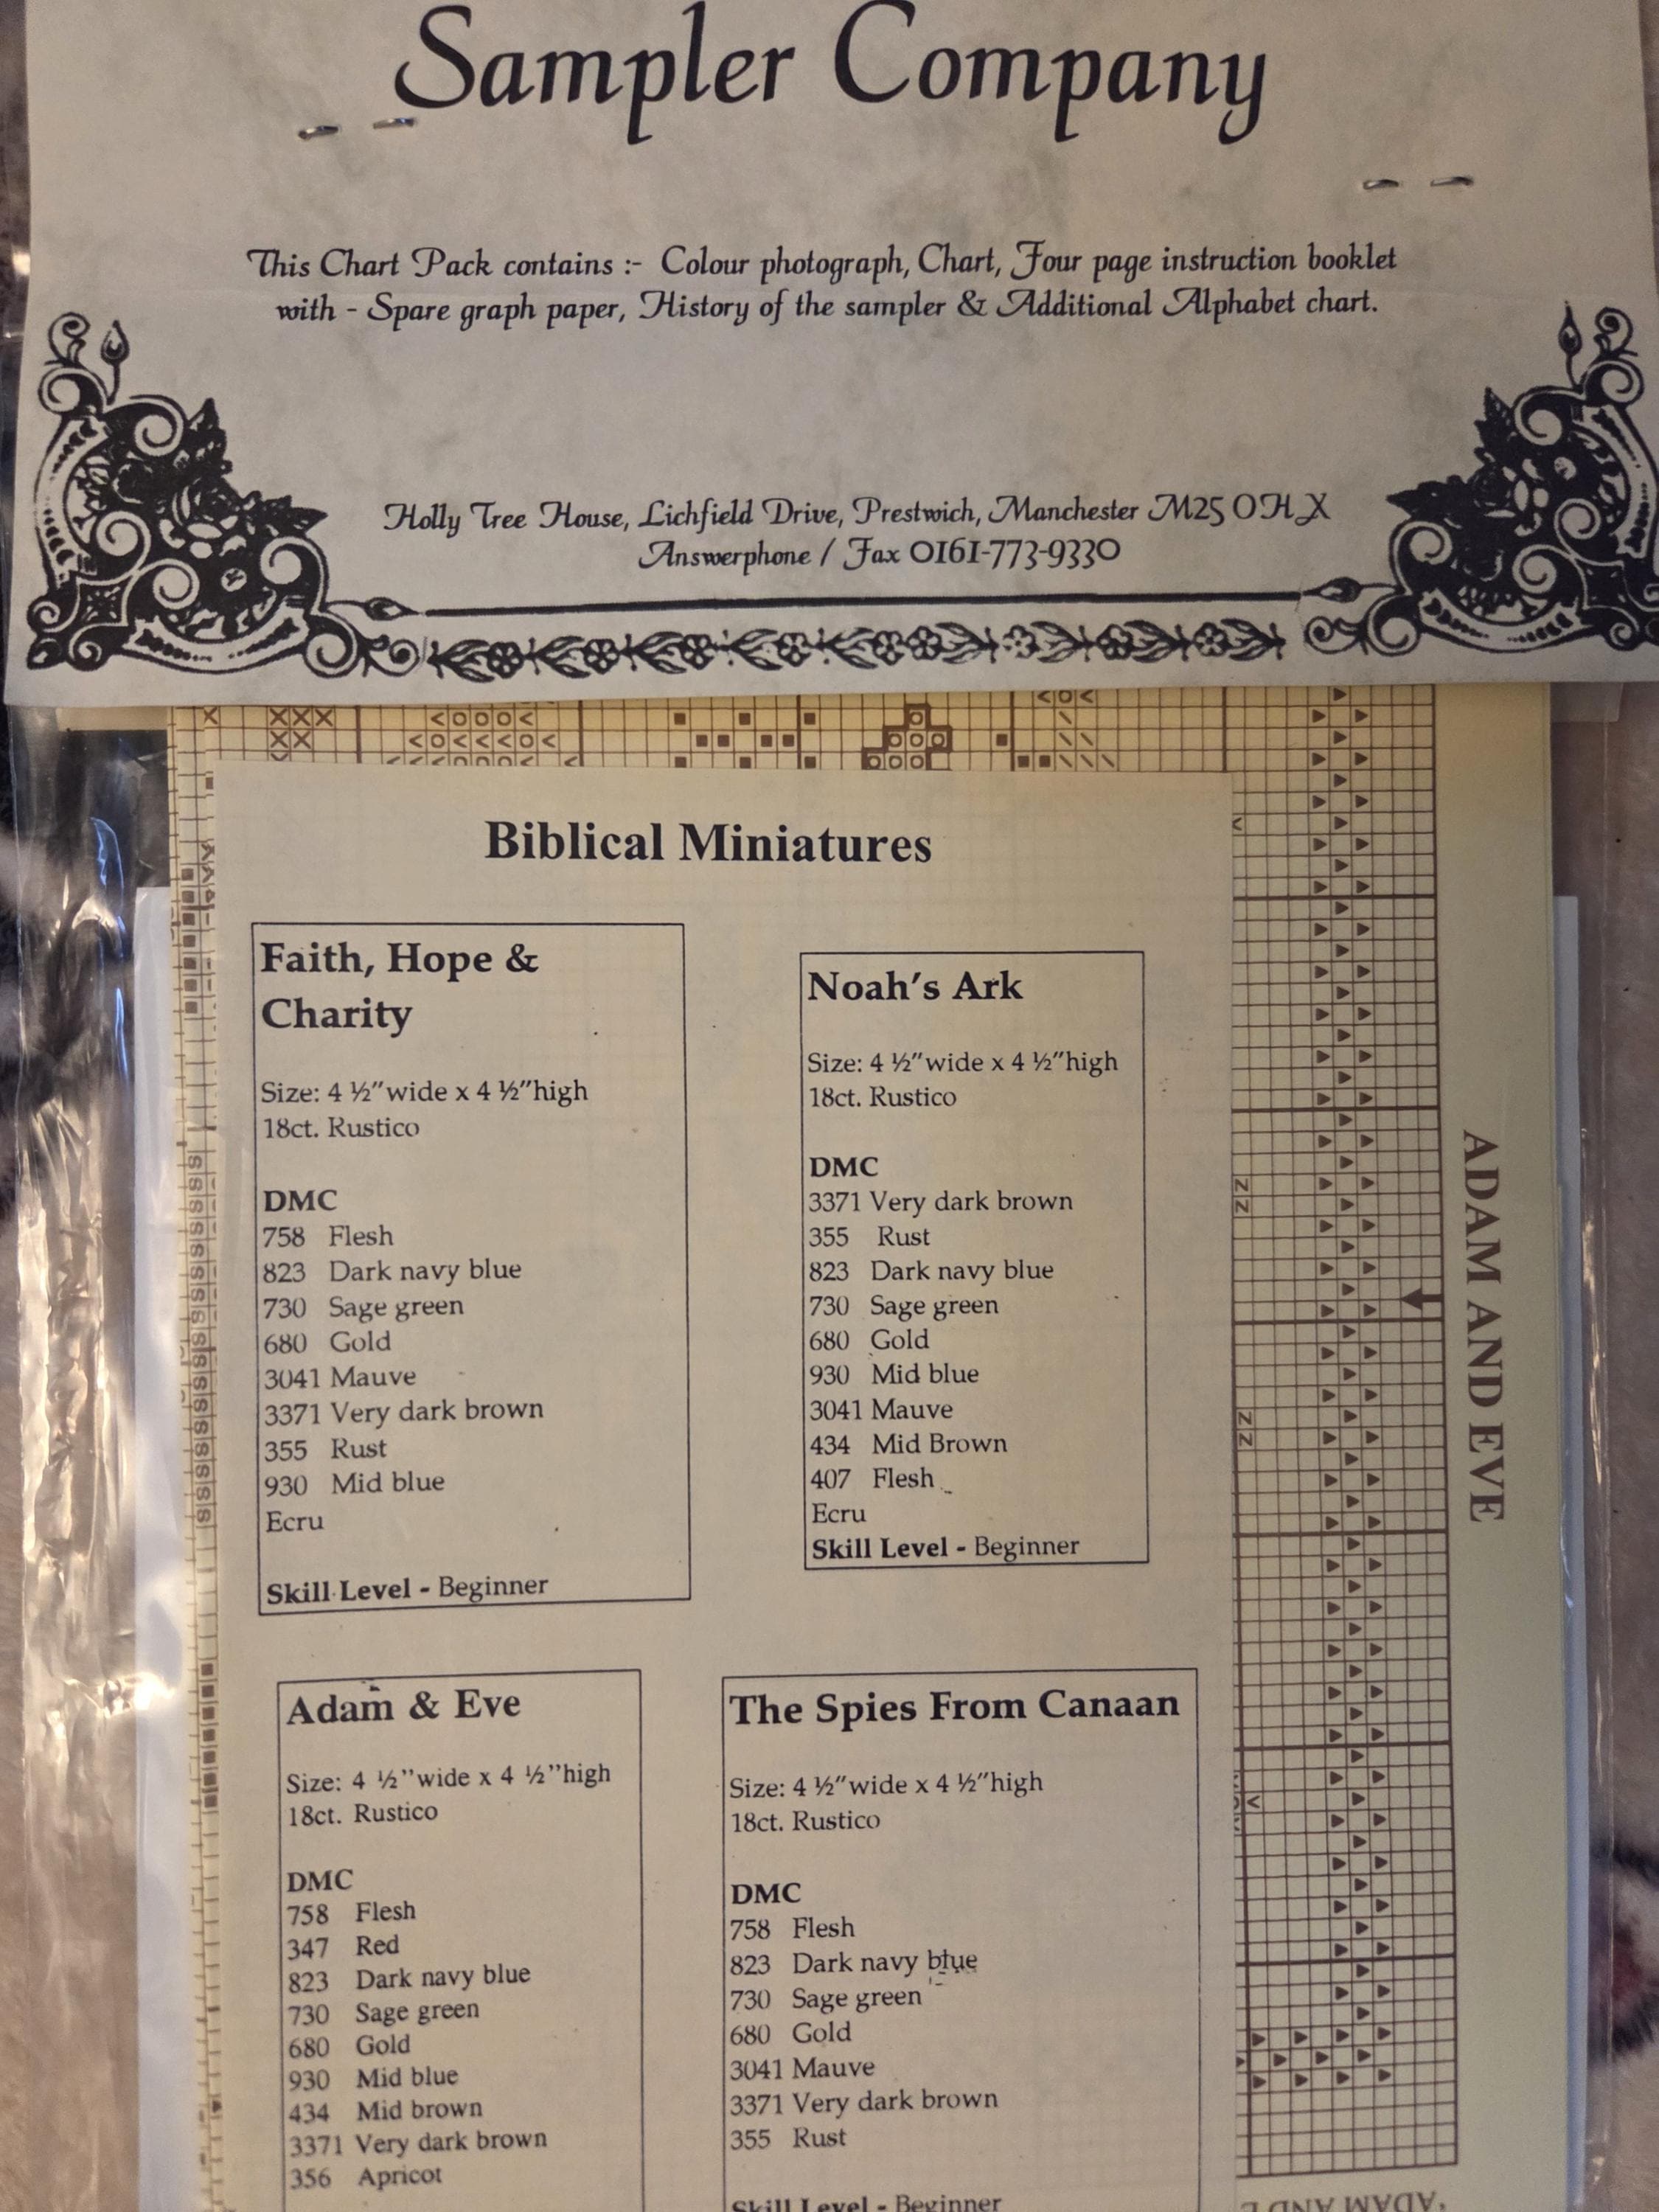 Sampler Company
This Chart Pack contains :- Colour photograph, Chart, Four page instruction booklet
with - Spare graph paper, History of the sampler & Additional Alphabet chart.
Holly Tree House, Lichfield Drive, Prestwich, Manchester M25 OHX
Answerphone / Fax 0161-773-9330
Biblical Miniatures
Faith, Hope &
Charity
Size: 4 ½"wide x 4 ½"high
18ct. Rustico
DMC
758 Flesh
823 Dark navy blue
730 Sage green
680 Gold
3041 Mauve
3371 Very dark brown
355 Rust
930 Mid blue
Ecru
Skill Level - Beginner
Noah's Ark
Size: 4 ½"wide x 4 ½"high
18ct. Rustico
DMC
3371 Very dark brown
355 Rust
823 Dark navy blue
730 Sage green
680 Gold
930 Mid blue
3041 Mauve
434 Mid Brown
407 Flesh
Ecru
Skill Level - Beginner
Adam & Eve
Size: 4 ½"wide x 4 ½"high
18ct. Rustico
DMC
758 Flesh
347 Red
823 Dark navy blue
730 Sage green
680 Gold
930 Mid blue
434 Mid brown
3371 Very dark brown
356 Apricot
The Spies From Canaan
Size: 4 ½"wide x 4 ½"high
18ct. Rustico
DMC
758 Flesh
823 Dark navy blue
730 Sage green
680 Gold
3041 Mauve
3371 Very dark brown
355 Rust
Skill Level - Beginner
ADAM AND EVE
'ADAM AND E